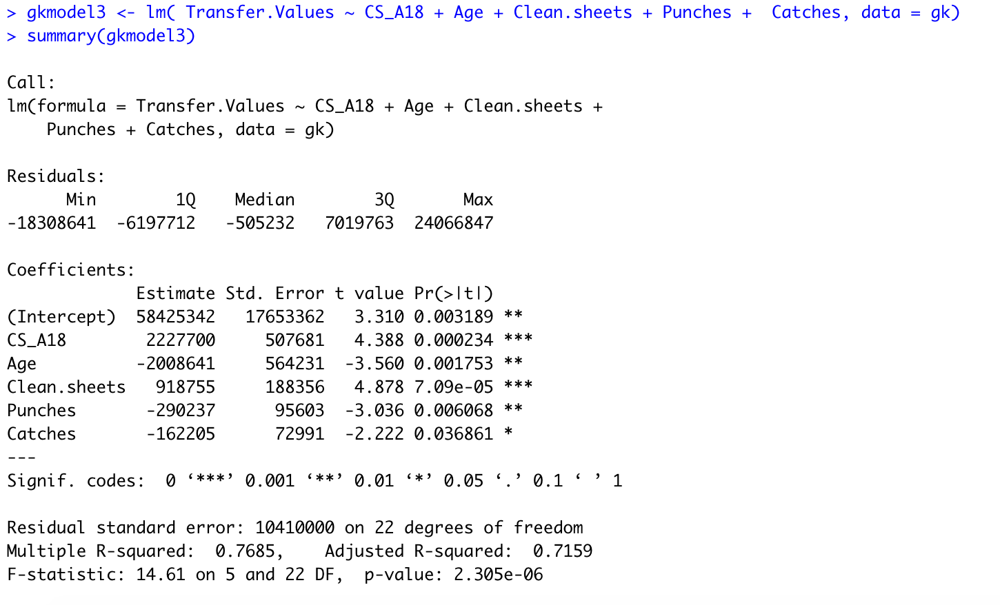 > gkmodel3 <- lm( Transfer.Values ~ CS_A18 + Age + Clean.sheets + Punches +  Catches, data = gk)
> summary(gkmodel3)

Call:
lm(formula = Transfer.Values ~ CS_A18 + Age + Clean.sheets +
    Punches + Catches, data = gk)

Residuals:
      Min        1Q    Median        3Q       Max
-18308641  -6197712   -505232   7019763  24066847

Coefficients:
             Estimate Std. Error t value Pr(>|t|)
(Intercept)  58425342   17653362   3.310 0.003189 **
CS_A18        2227700     507681   4.388 0.000234 ***
Age          -2008641     564231  -3.560 0.001753 **
Clean.sheets   918755     188356   4.878 7.09e-05 ***
Punches       -290237      95603  -3.036 0.006068 **
Catches       -162205      72991  -2.222 0.036861 *
---
Signif. codes:  0 ‘***’ 0.001 ‘**’ 0.01 ‘*’ 0.05 ‘.’ 0.1 ‘ ’ 1

Residual standard error: 10410000 on 22 degrees of freedom
Multiple R-squared:  0.7685,	Adjusted R-squared:  0.7159
F-statistic: 14.61 on 5 and 22 DF,  p-value: 2.305e-06